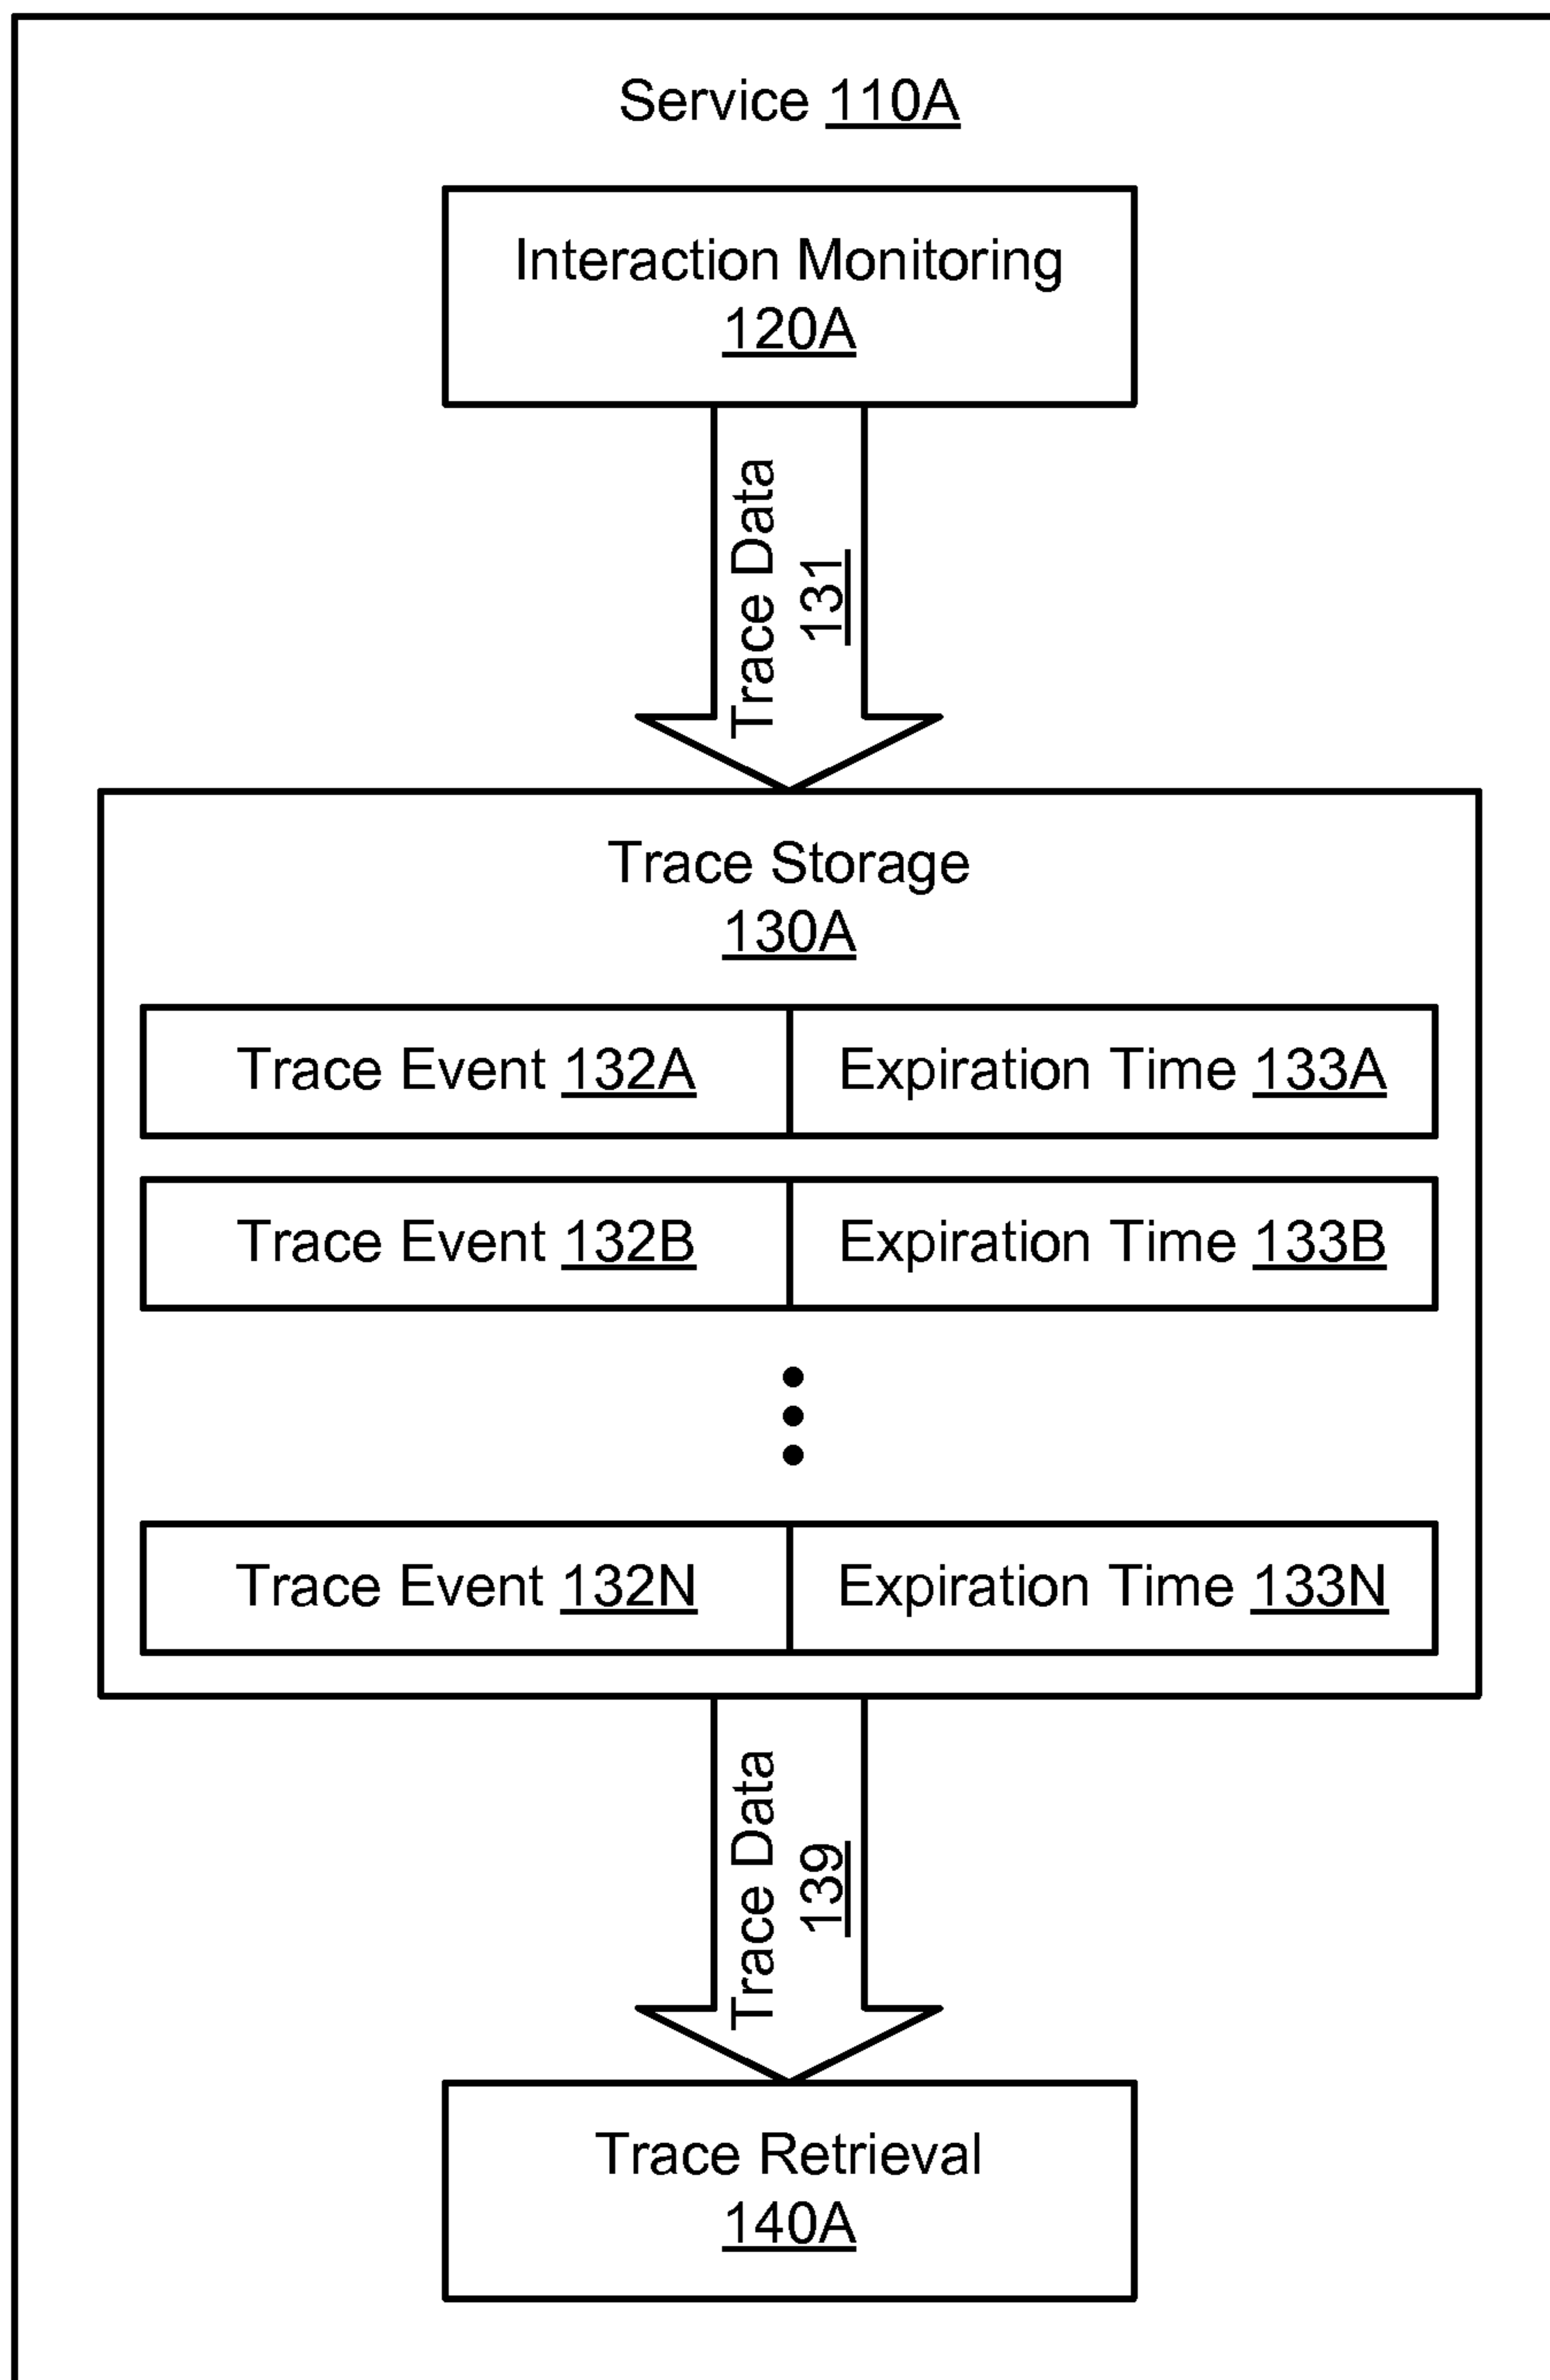 Service 110A
Interaction Monitoring
120A
Trace Data
131
Trace Storage
130A
Trace Event 132A
Expiration Time 133A
Trace Event 132B
Expiration Time 133B
Trace Event 132N
Expiration Time 133N
Trace Data
139
Trace Retrieval
140A